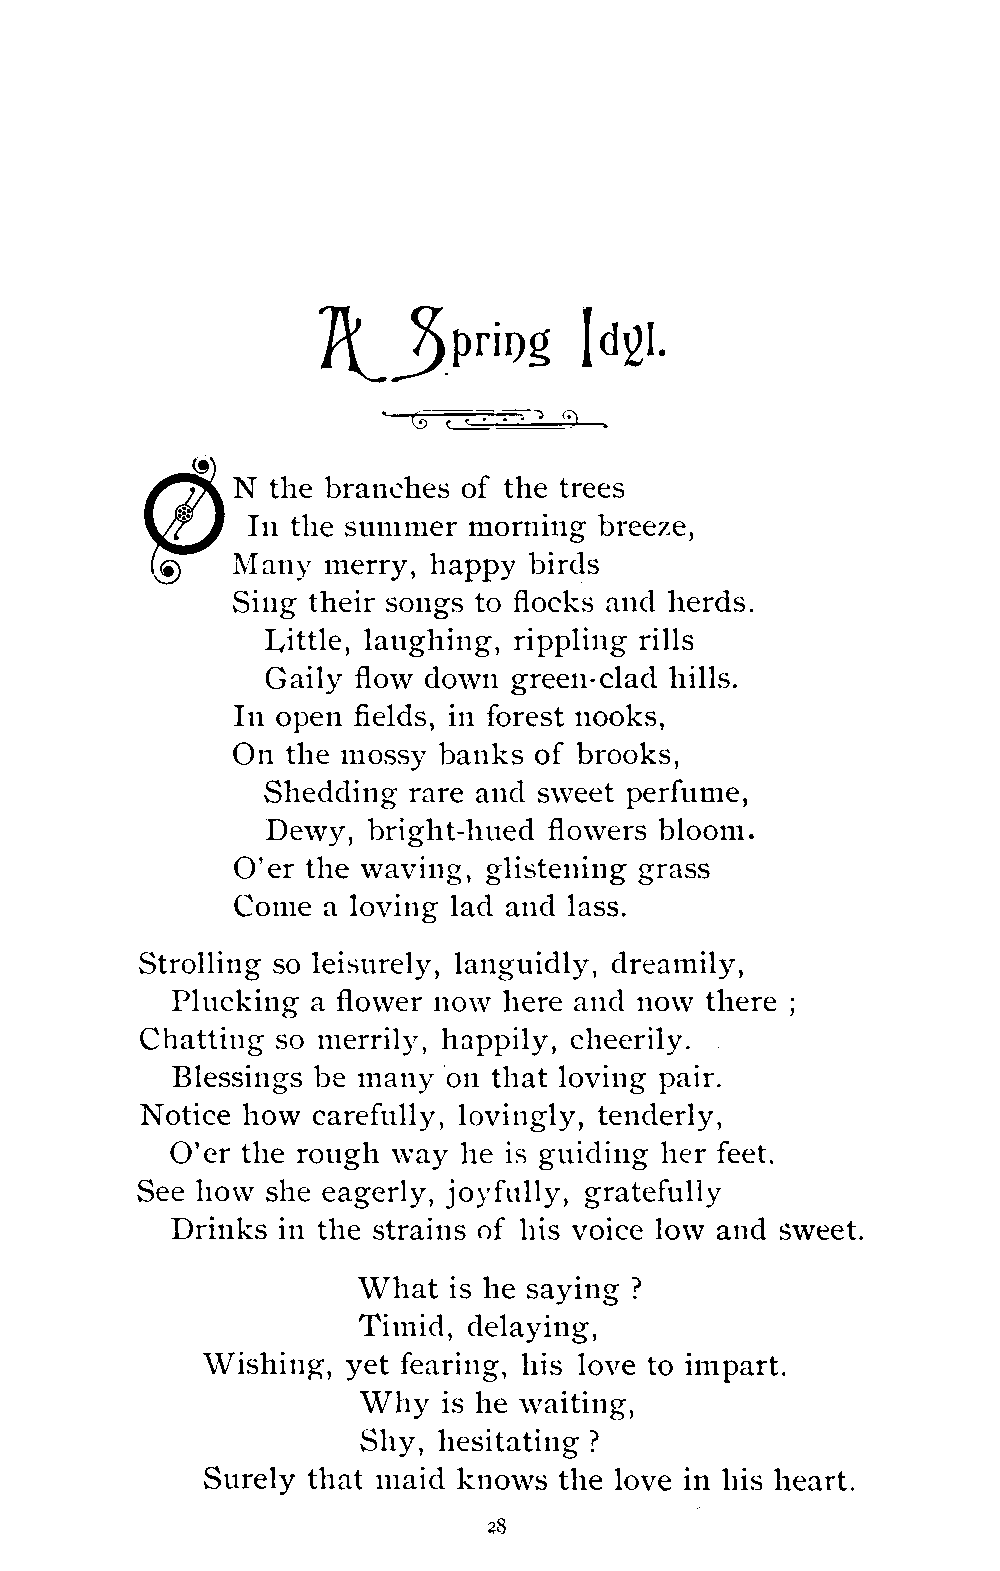 A Spring Idyl.
ON the branches of the trees
In the summer morning breeze,
Many merry, happy birds
Sing their songs to flocks and herds.
Little, laughing, rippling rills
Gaily flow down green-clad hills.
In open fields, in forest nooks,
On the mossy banks of brooks,
Shedding rare and sweet perfume,
Dewy, bright-hued flowers bloom.
O'er the waving, glistening grass
Come a loving lad and lass.
Strolling so leisurely, languidly, dreamily,
Plucking a flower now here and now there ;
Chatting so merrily, happily, cheerily.
Blessings be many on that loving pair.
Notice how carefully, lovingly, tenderly,
O'er the rough way he is guiding her feet.
See how she eagerly, joyfully, gratefully
Drinks in the strains of his voice low and sweet.
What is he saying ?
Timid, delaying,
Wishing, yet fearing, his love to impart.
Why is he waiting,
Shy, hesitating ?
Surely that maid knows the love in his heart.
28